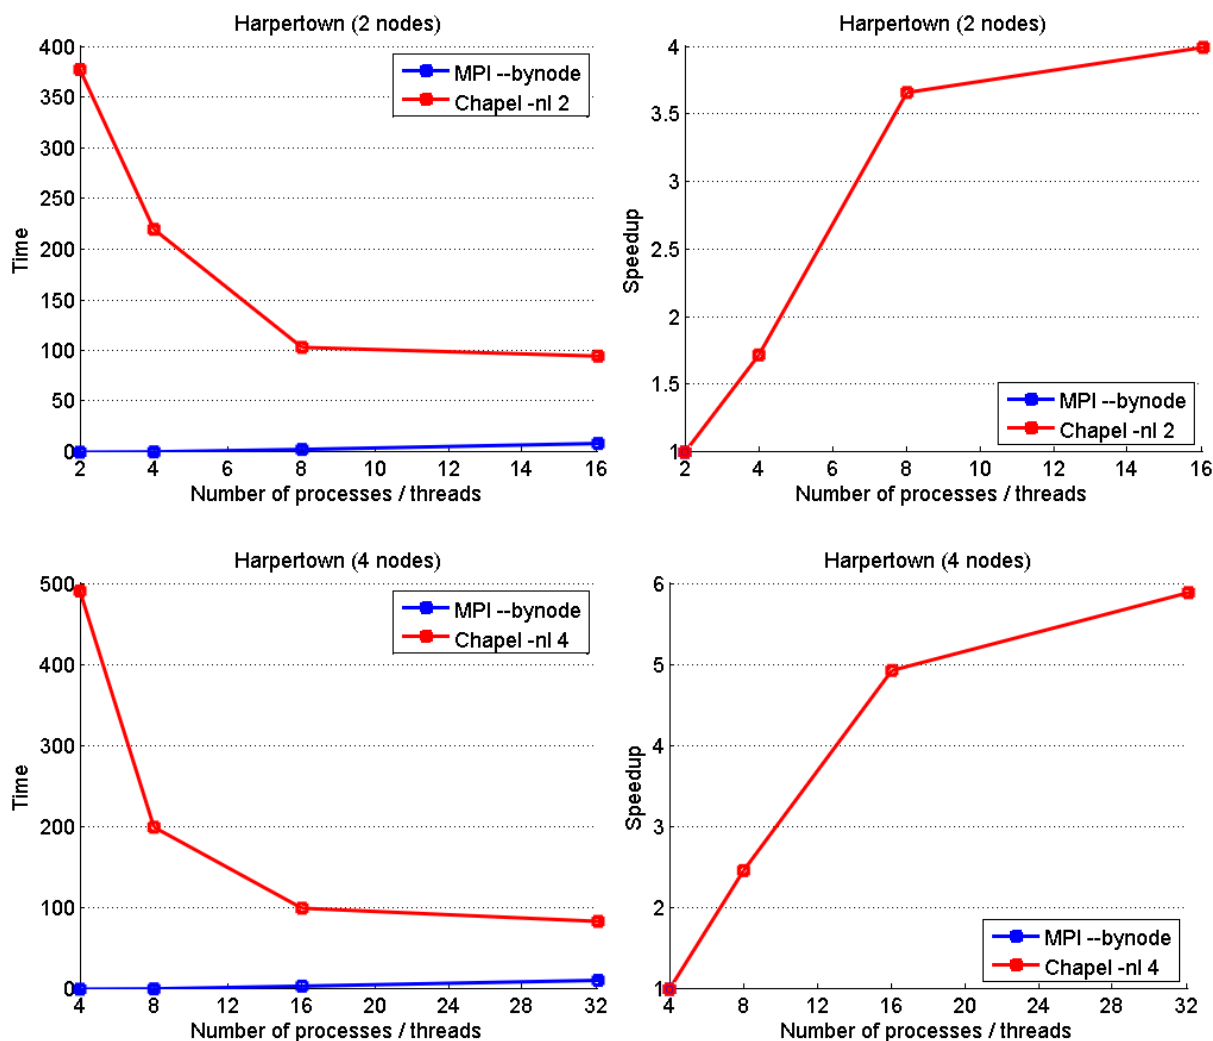 Harpertown (2 nodes)
400
350
300
250
200
150
100
50
0
Time
MPI --bynode
Chapel -nl 2
2 4 6 8 10 12 14 16
Number of processes / threads
Harpertown (2 nodes)
4
3.5
3
2.5
2
1.5
1
Speedup
MPI --bynode
Chapel -nl 2
2 4 6 8 10 12 14 16
Number of processes / threads
Harpertown (4 nodes)
500
400
300
200
100
0
Time
MPI --bynode
Chapel -nl 4
4 8 12 16 20 24 28 32
Number of processes / threads
Harpertown (4 nodes)
6
5
4
3
2
1
Speedup
MPI --bynode
Chapel -nl 4
4 8 12 16 20 24 28 32
Number of processes / threads